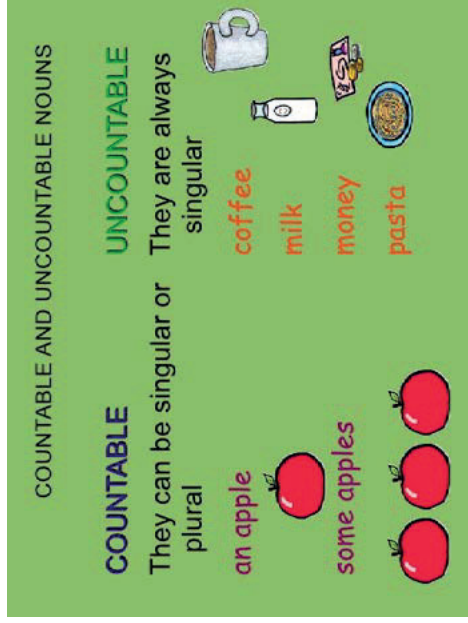 COUNTABLE AND UNCOUNTABLE NOUNS
COUNTABLE
They can be singular or
plural
an apple
some apples
UNCOUNTABLE
They are always
singular
coffee
milk
money
pasta